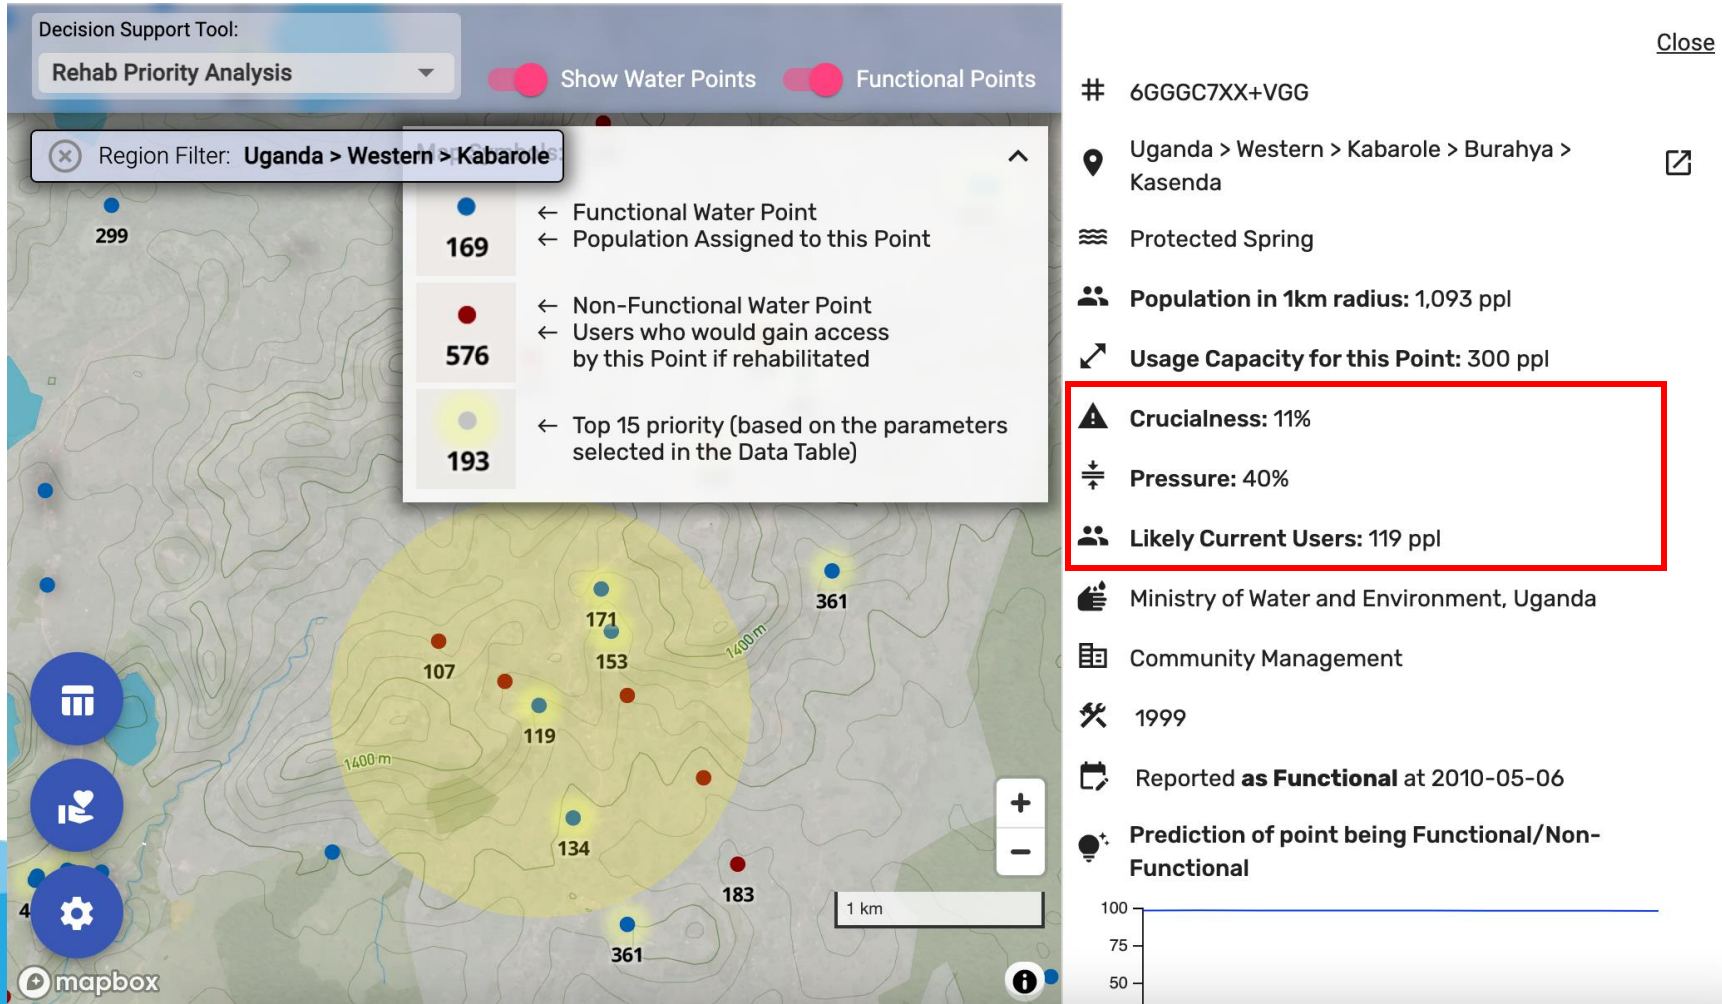 Decision Support Tool:
Rehab Priority Analysis
Show Water Points
Functional Points
Region Filter: Uganda > Western > Kabarole
Map Symbols:
169
← Functional Water Point
← Population Assigned to this Point
576
← Non-Functional Water Point
← Users who would gain access
by this Point if rehabilitated
193
← Top 15 priority (based on the parameters
selected in the Data Table)
299
361
171
153
107
119
1400 m
1400 m
134
183
361
4
1 km
+
−
mapbox
Close
6GGGC7XX+VGG
Uganda > Western > Kabarole > Burahya >
Kasenda
Protected Spring
Population in 1km radius: 1,093 ppl
Usage Capacity for this Point: 300 ppl
Crucialness: 11%
Pressure: 40%
Likely Current Users: 119 ppl
Ministry of Water and Environment, Uganda
Community Management
1999
Reported as Functional at 2010-05-06
Prediction of point being Functional/Non-
Functional
100
75
50